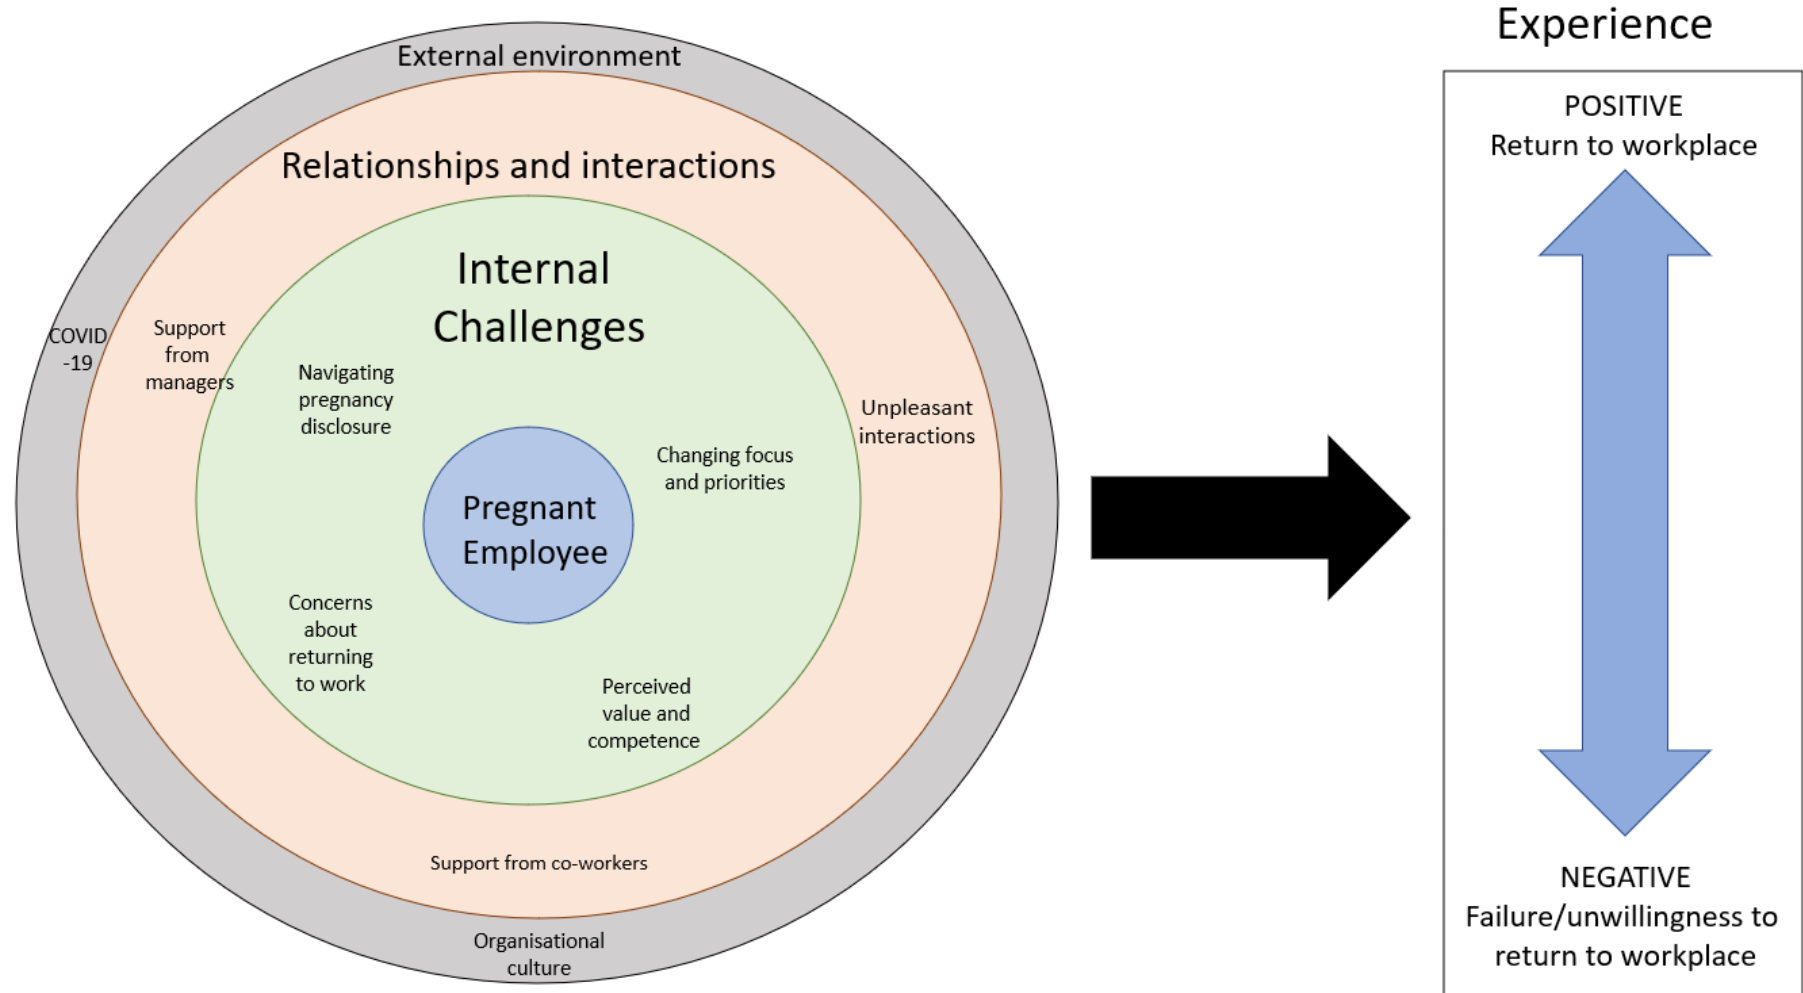 External environment
Relationships and interactions
Internal
Challenges
COVID
-19
Support
from
managers
Navigating
pregnancy
disclosure
Unpleasant
interactions
Changing focus
and priorities
Pregnant
Employee
Concerns
about
returning
to work
Perceived
value and
competence
Support from co-workers
Organisational
culture
Experience
POSITIVE
Return to workplace
NEGATIVE
Failure/unwillingness to
return to workplace